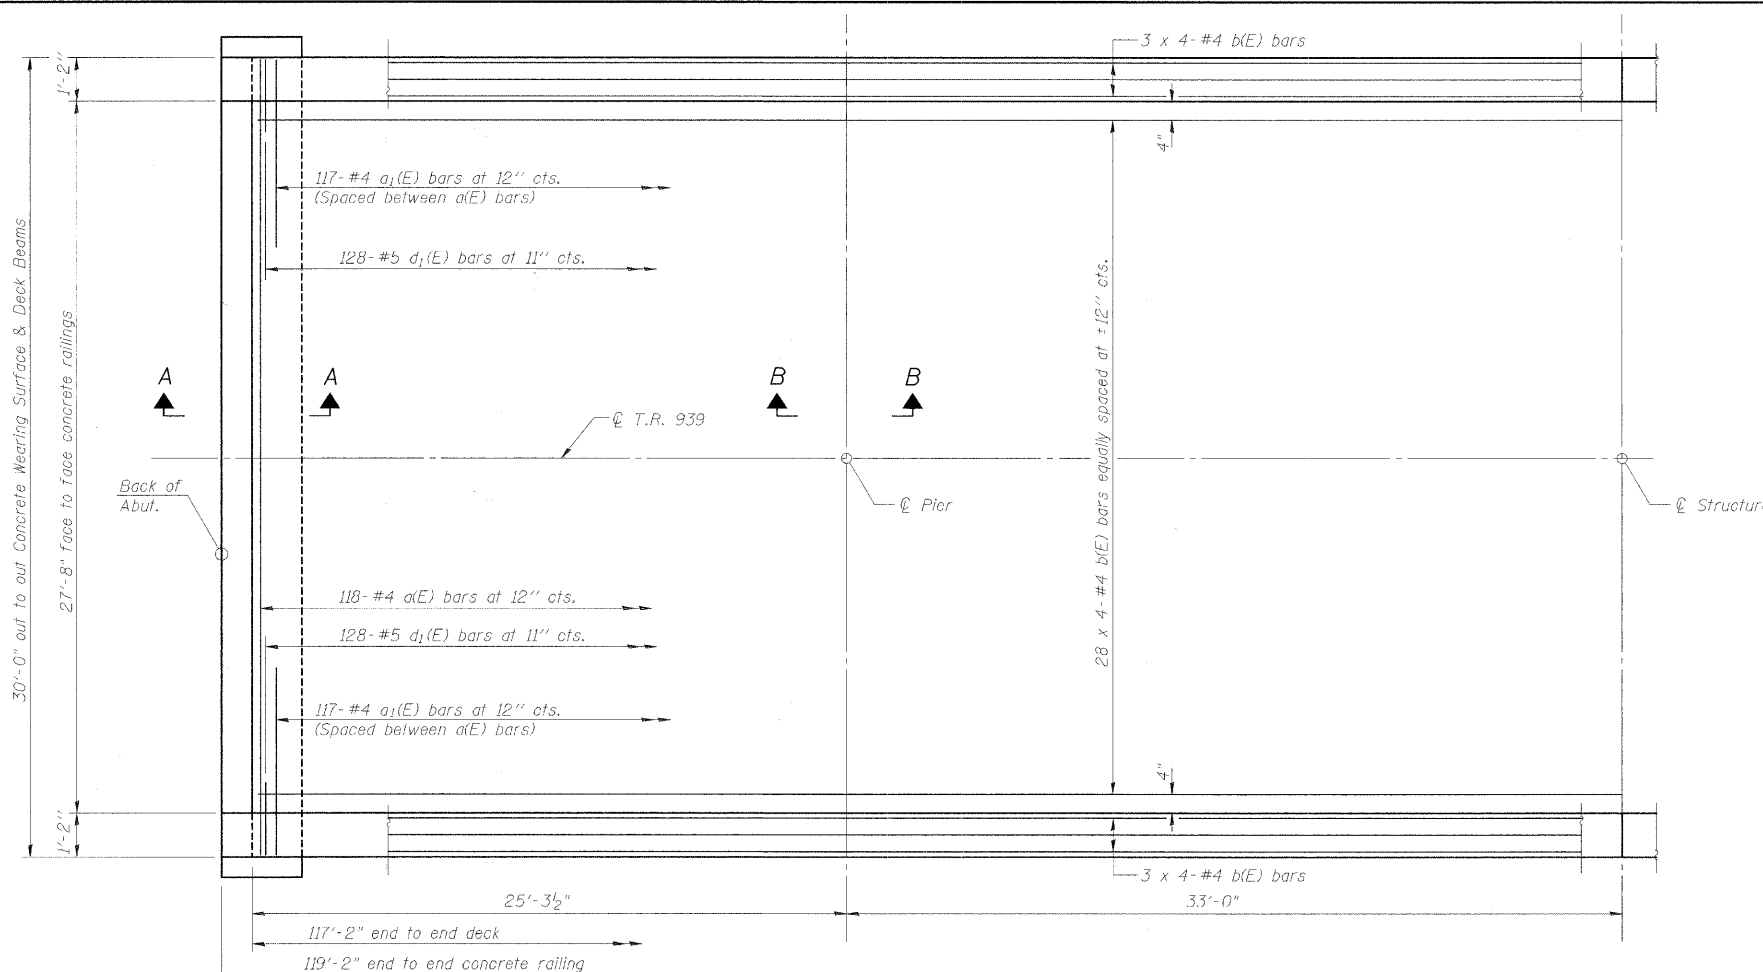 3 x 4-#4 b(E) bars
1'-2"
4"
117-#4 a1(E) bars at 12" cts.
(Spaced between a(E) bars)
128-#5 d1(E) bars at 11" cts.
30'-0" out to out Concrete Wearing Surface & Deck Beams
27'-8" face to face concrete railings
28 x 4-#4 b(E) bars equally spaced at ±12" cts.
A
A
B
B
℄ T.R. 939
Back of
Abut.
℄ Pier
℄ Structure
118-#4 a(E) bars at 12" cts.
128-#5 d1(E) bars at 11" cts.
117-#4 a1(E) bars at 12" cts.
(Spaced between a(E) bars)
4"
1'-2"
3 x 4-#4 b(E) bars
25'-3½"
33'-0"
117'-2" end to end deck
119'-2" end to end concrete railing